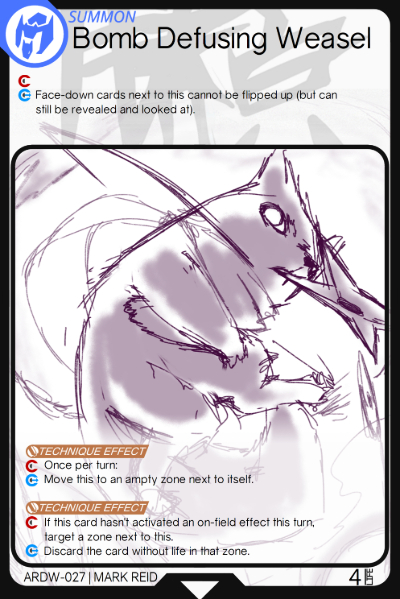 SUMMON
Bomb Defusing Weasel
C
C Face-down cards next to this cannot be flipped up (but can
still be revealed and looked at).
TECHNIQUE EFFECT
C Once per turn:
E Move this to an ampty zone next to itself.
TECHNIQUE EFFECT
C If this card hasn't activated an on-field effect this turn,
target a zone next to this.
E Discard the card without life in that zone.
ARDW-027 | MARK REID
4 LIFE